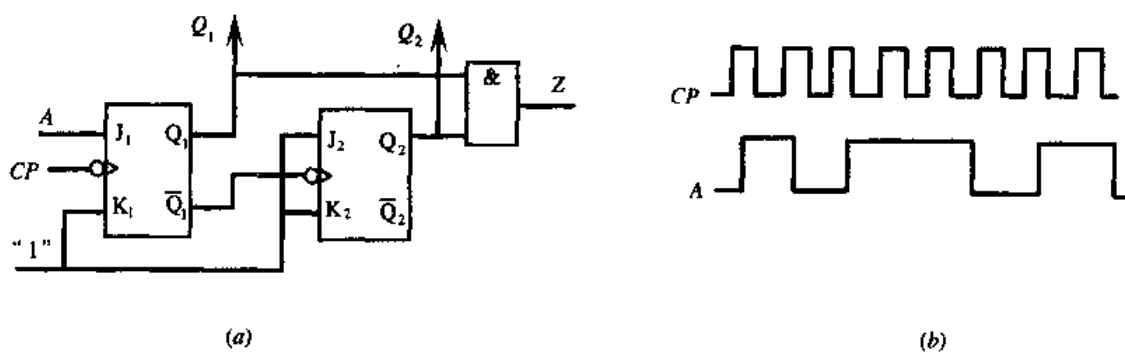 Q₁ Q₂
& Z
A J₁ Q₁ J₂ Q₂
CP
K₁ Q̅₁ K₂ Q̅₂
“1”
(a)
CP
A
(b)